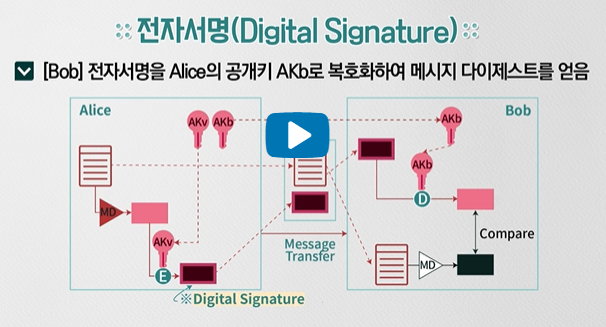 전자서명(Digital Signature)
[Bob] 전자서명을 Alice의 공개키 AKb로 복호화하여 메시지 다이제스트를 얻음
Alice
Bob
AKv
AKb
AKb
AKb
MD
AKv
D
Compare
Message
Transfer
MD
E
※Digital Signature